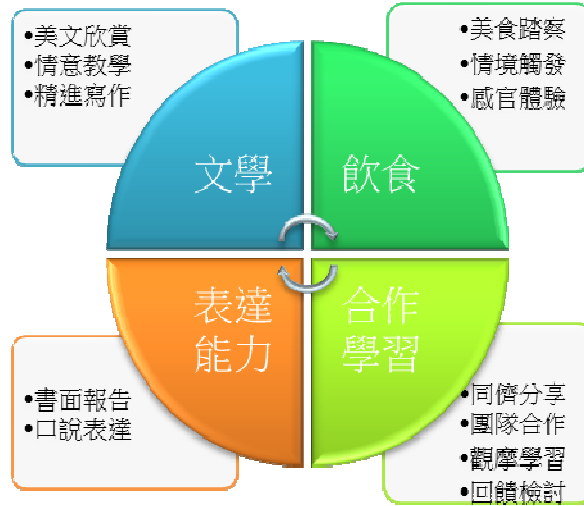 •美文欣賞
•情意教學
•精進寫作
•美食踏察
•情境觸發
•感官體驗
文學
飲食
表達
能力
合作
學習
•書面報告
•口說表達
•同儕分享
•團隊合作
•觀摩學習
•回饋檢討